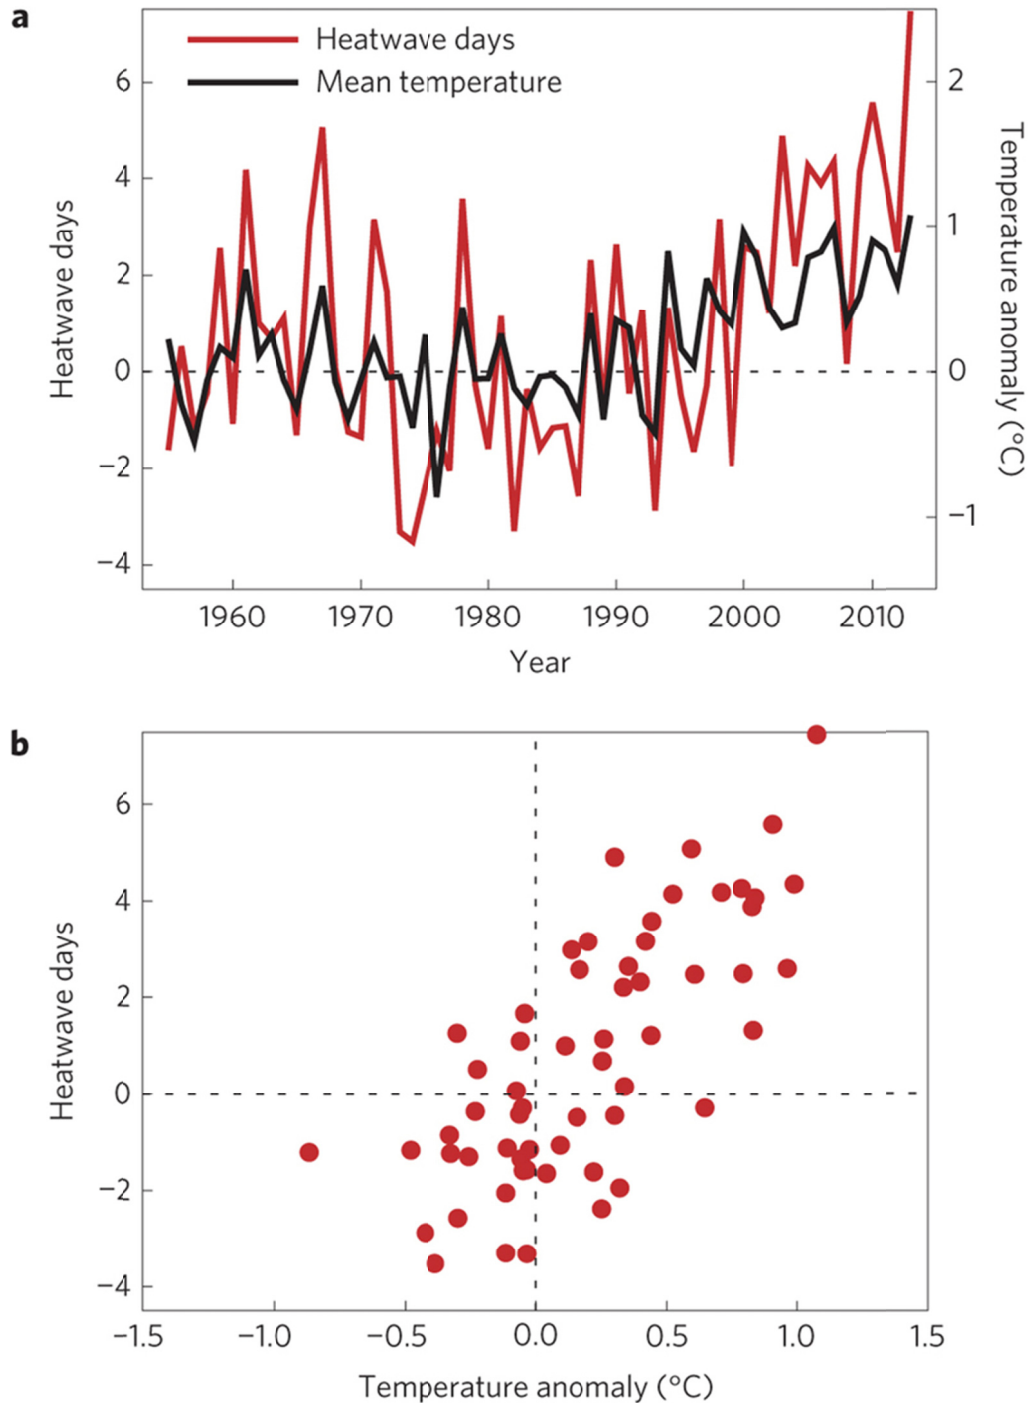 a
Heatwave days
Mean temperature
6
4
2
0
−2
−4
Heatwave days
2
1
0
−1
Temperature anomaly (°C)
1960 1970 1980 1990 2000 2010
Year
b
6
4
2
0
−2
−4
Heatwave days
−1.5 −1.0 −0.5 0.0 0.5 1.0 1.5
Temperature anomaly (°C)